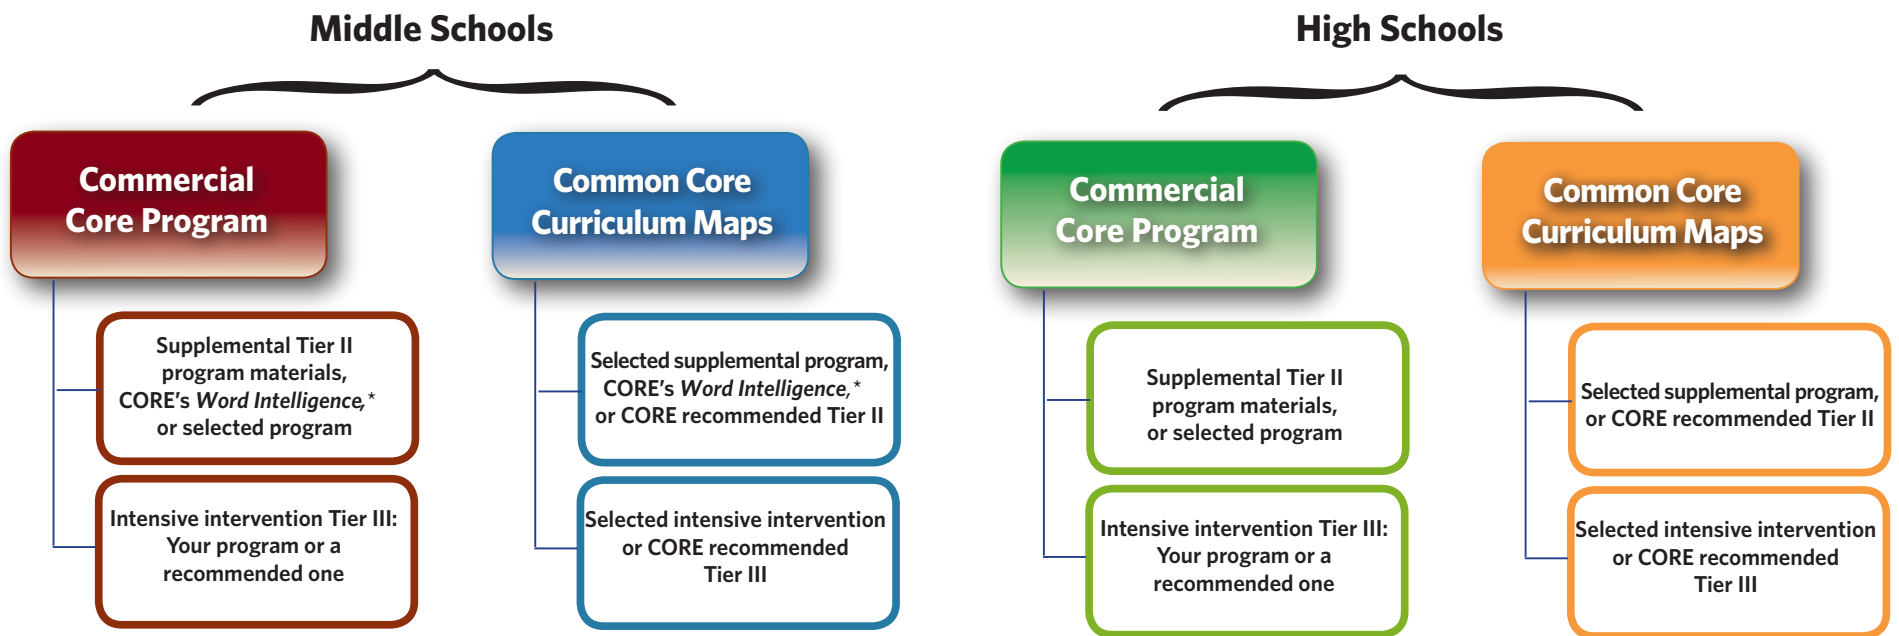 Middle Schools
Commercial
Core Program
Supplemental Tier II
program materials,
CORE's Word Intelligence,*
or selected program
Intensive intervention Tier III:
Your program or a
recommended one
Common Core
Curriculum Maps
Selected supplemental program,
CORE's Word Intelligence,*
or CORE recommended Tier II
Selected intensive intervention
or CORE recommended
Tier III
High Schools
Commercial
Core Program
Supplemental Tier II
program materials,
or selected program
Intensive intervention Tier III:
Your program or a
recommended one
Common Core
Curriculum Maps
Selected supplemental program,
or CORE recommended Tier II
Selected intensive intervention
or CORE recommended
Tier III